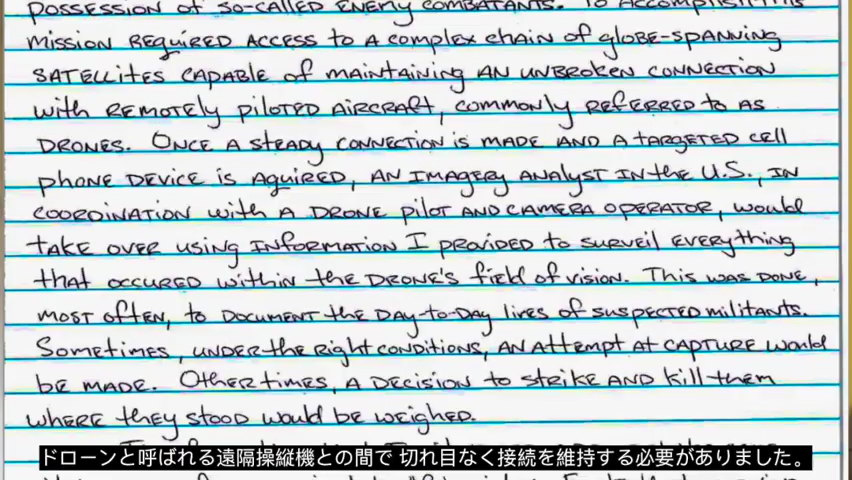 POSSESSION OF SO-CALLED ENEMY COMBATANTS. TO ACCOMPLISH THIS
MISSION REQUIRED ACCESS TO A COMPLEX CHAIN OF GLOBE-SPANNING
SATELLITES CAPABLE OF MAINTAINING AN UNBROKEN CONNECTION
WITH REMOTELY PILOTED AIRCRAFT, COMMONLY REFERRED TO AS
DRONES. ONCE A STEADY CONNECTION IS MADE AND A TARGETED CELL
PHONE DEVICE IS AQUIRED, AN IMAGERY ANALYST IN THE U.S., IN
COORDINATION WITH A DRONE PILOT AND CAMERA OPERATOR, WOULD
TAKE OVER USING INFORMATION I PROVIDED TO SURVEIL EVERYTHING
THAT OCCURED WITHIN THE DRONE'S FIELD OF VISION. THIS WAS DONE,
MOST OFTEN, TO DOCUMENT THE DAY-TO-DAY LIVES OF SUSPECTED MILITANTS.
SOMETIMES, UNDER THE RIGHT CONDITIONS, AN ATTEMPT AT CAPTURE WOULD
BE MADE. OTHER TIMES, A DECISION TO STRIKE AND KILL THEM
WHERE THEY STOOD WOULD BE WEIGHED.
ドローンと呼ばれる遠隔操縦機との間で 切れ目なく接続を維持する必要がありました。